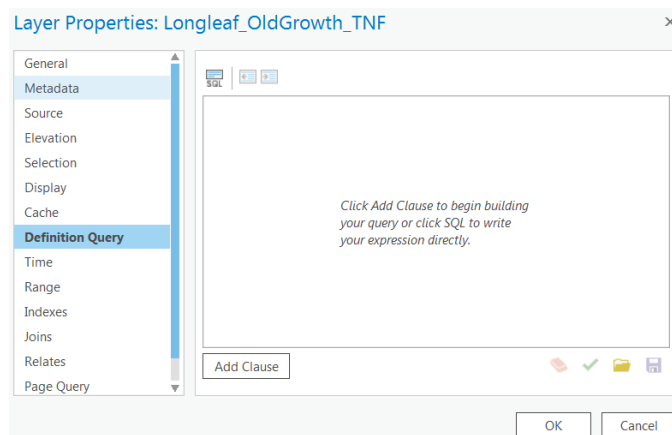 Layer Properties: Longleaf_OldGrowth_TNF
General
Metadata
Source
Elevation
Selection
Display
Cache
Definition Query
Time
Range
Indexes
Joins
Relates
Page Query
SQL
Click Add Clause to begin building
your query or click SQL to write
your expression directly.
Add Clause
OK
Cancel